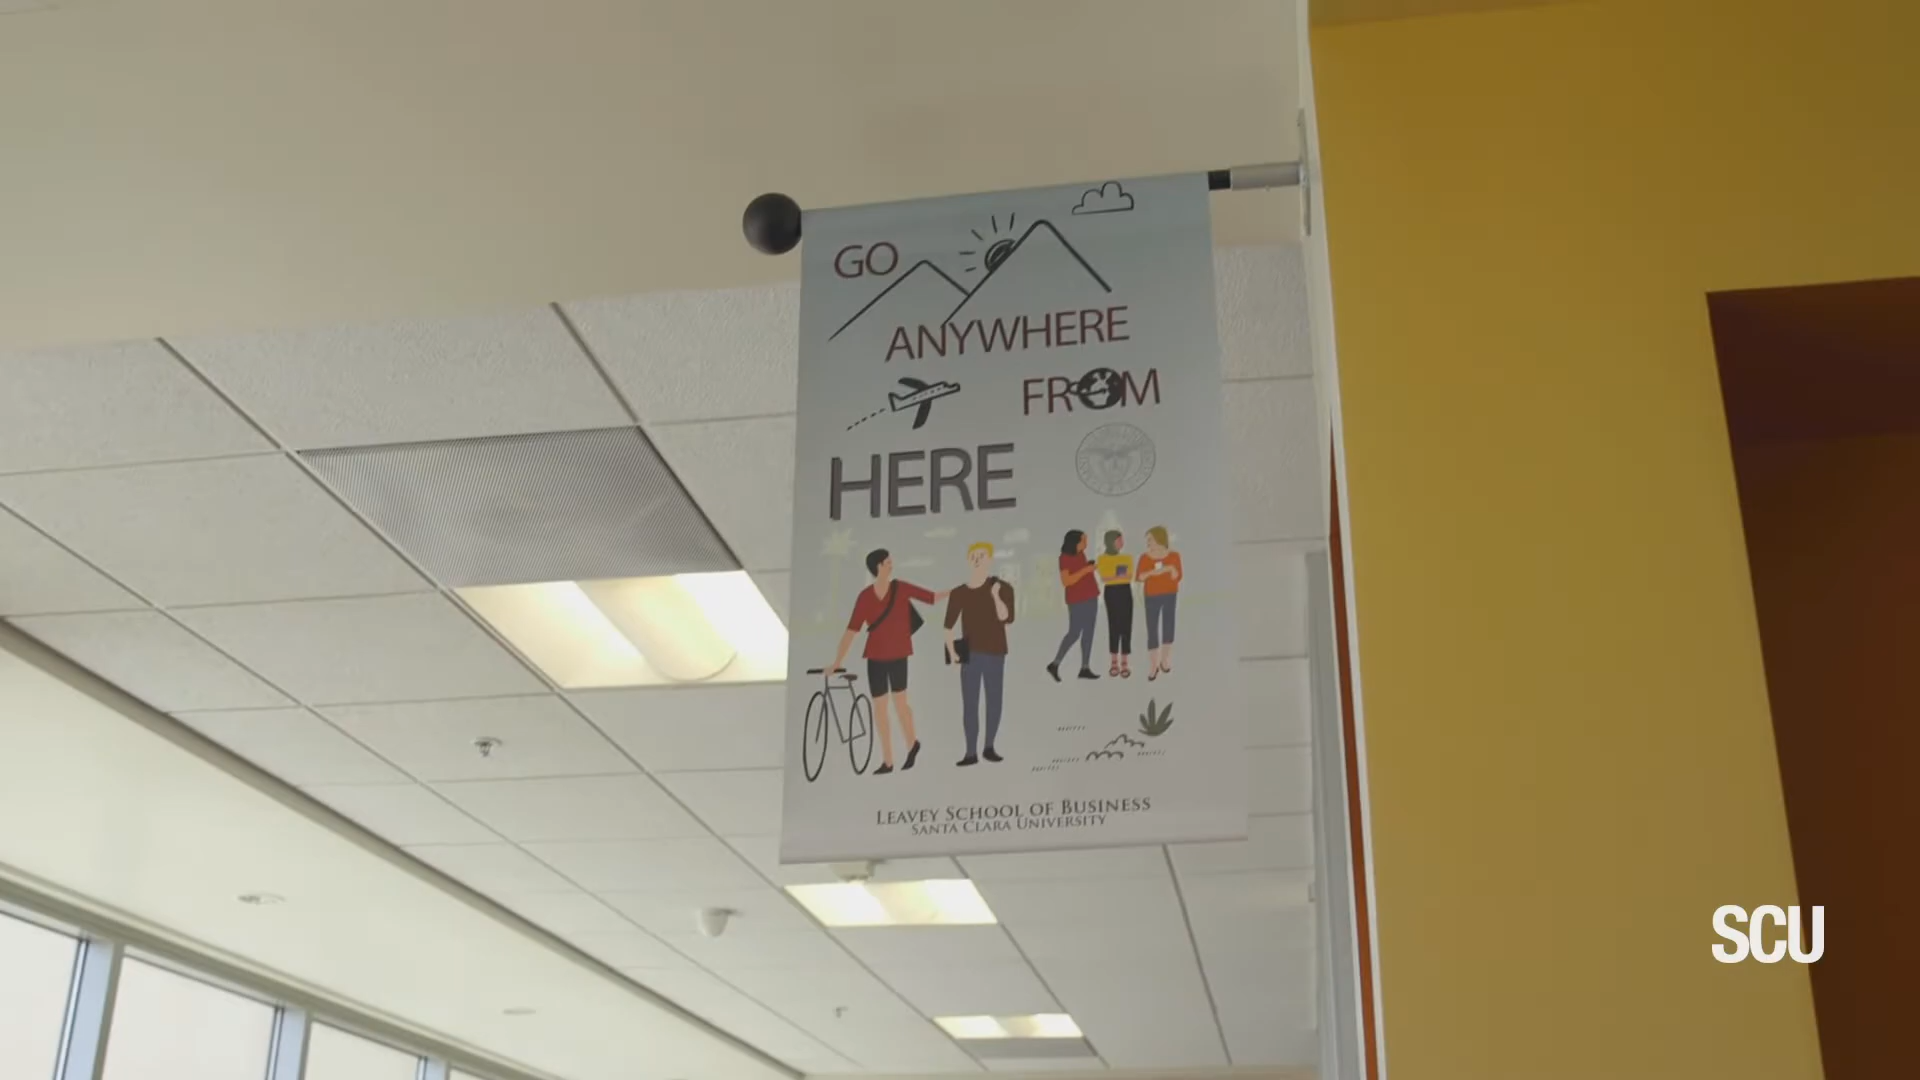 GO
ANYWHERE
FROM
HERE
LEAVEY SCHOOL OF BUSINESS
SANTA CLARA UNIVERSITY
SCU